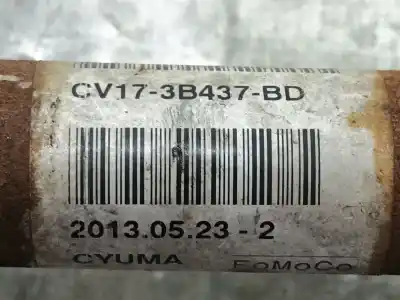 CV17-3B437-BD
2013.05.23 - 2
CYUMA
FoMoCo